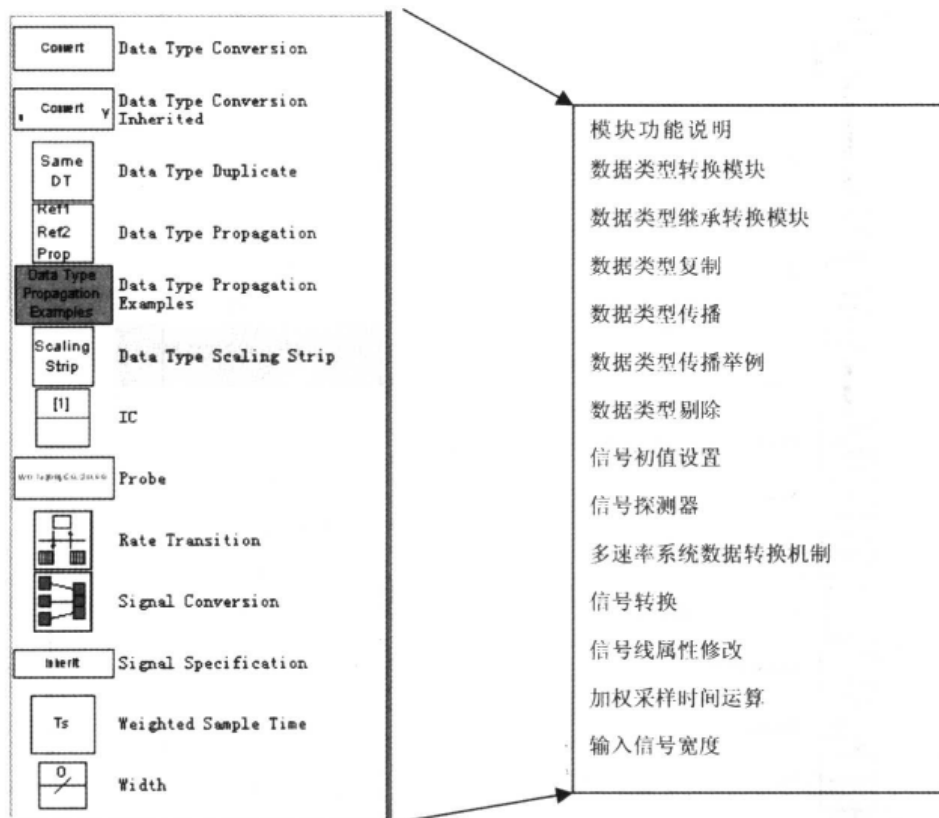 Convert
Data Type Conversion
u Convert y
Data Type Conversion
Inherited
Same
DT
Data Type Duplicate
Ref1
Ref2
Prop
Data Type Propagation
Data Type
Propagation
Examples
Data Type Propagation
Examples
Scaling
Strip
Data Type Scaling Strip
[1]
IC
Probe
Rate Transition
Signal Conversion
Inherit
Signal Specification
Ts
Weighted Sample Time
0
Width
模块功能说明
数据类型转换模块
数据类型继承转换模块
数据类型复制
数据类型传播
数据类型传播举例
数据类型剔除
信号初值设置
信号探测器
多速率系统数据转换机制
信号转换
信号线属性修改
加权采样时间运算
输入信号宽度